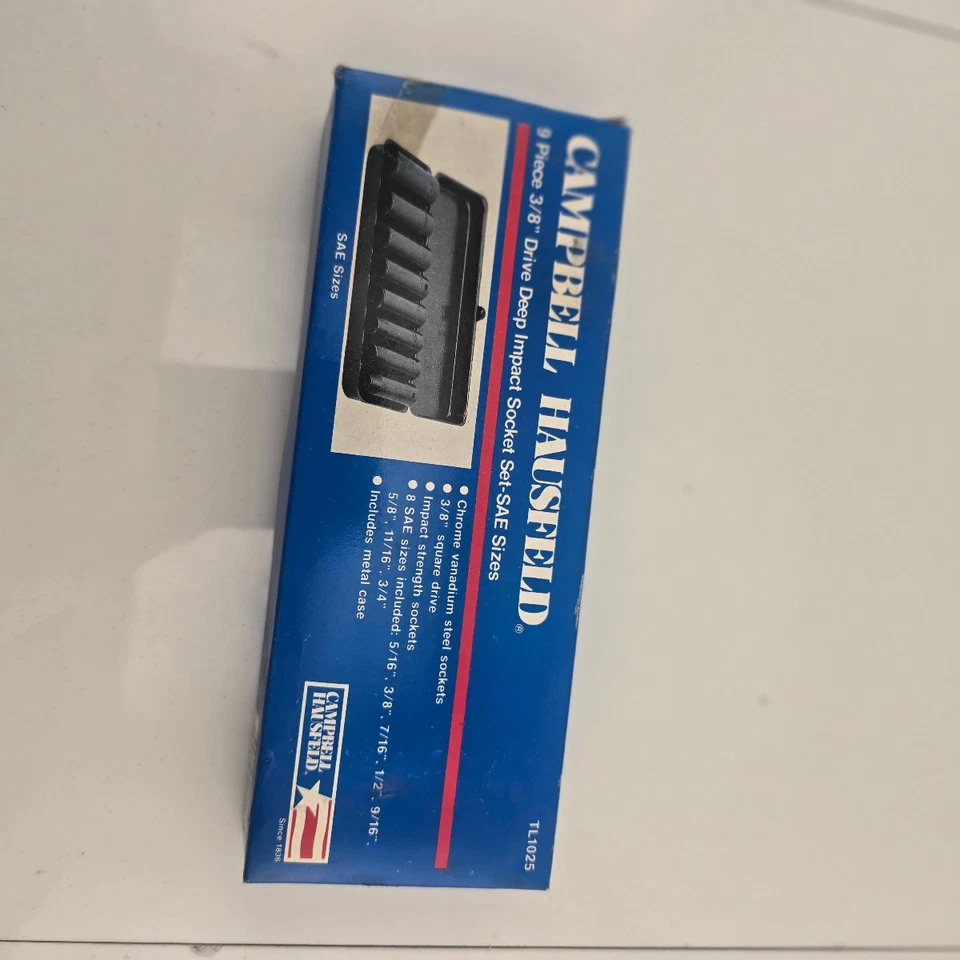 CAMPBELL HAUSFELD®
9 Piece 3/8" Drive Deep Impact Socket Set-SAE Sizes
SAE Sizes
● Chrome vanadium steel sockets
● 3/8" square drive
● Impact strength sockets
● 8 SAE sizes included: 5/16", 3/8", 7/16", 1/2", 9/16",
5/8", 11/16", 3/4"
● Includes metal case
TL1025
CAMPBELL
HAUSFELD®
Since 1836